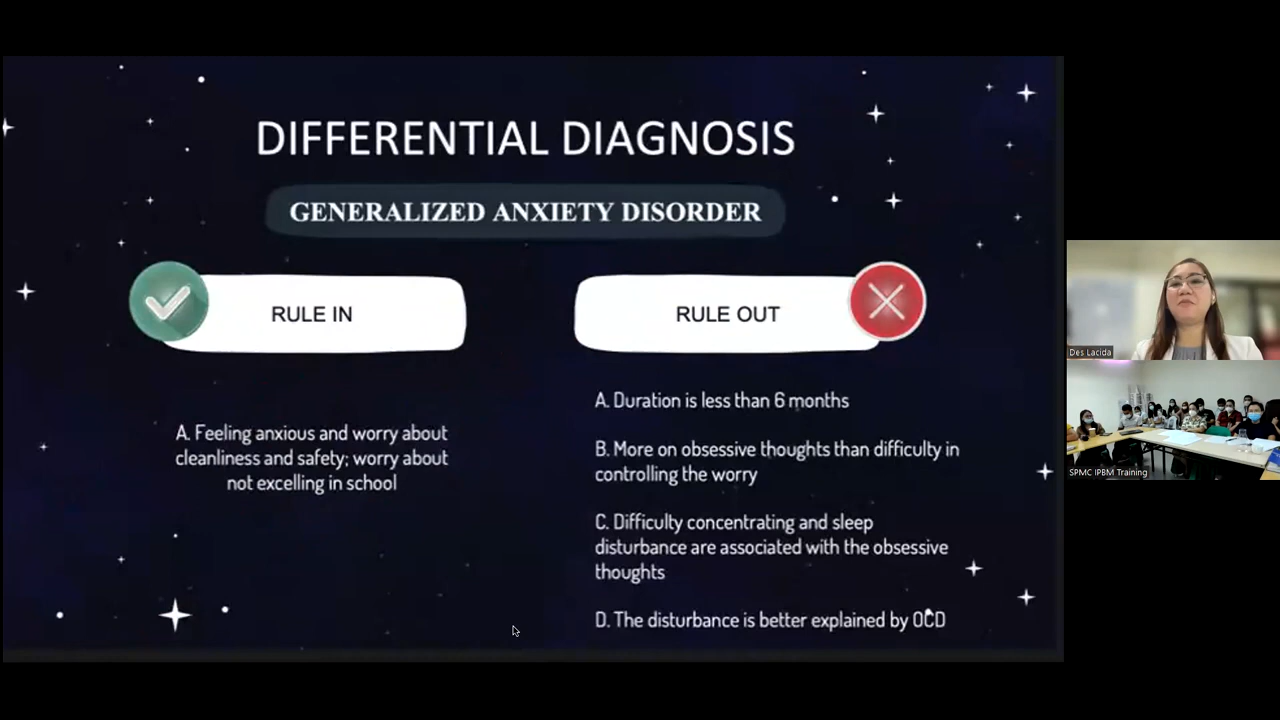 DIFFERENTIAL DIAGNOSIS
GENERALIZED ANXIETY DISORDER
RULE IN
A. Feeling anxious and worry about
cleanliness and safety; worry about
not excelling in school
RULE OUT
A. Duration is less than 6 months
B. More on obsessive thoughts than difficulty in
controlling the worry
C. Difficulty concentrating and sleep
disturbance are associated with the obsessive
thoughts
D. The disturbance is better explained by OCD
Des Lacida
SPMC IPBM Training